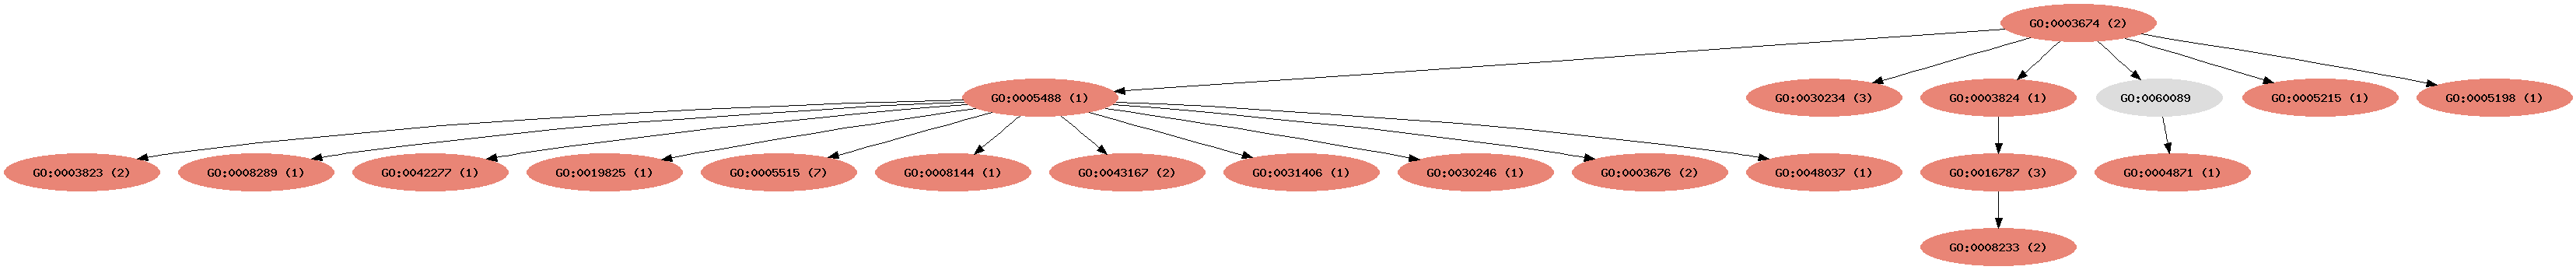 GO:0003674 (2)
GO:0005488 (1)
GO:0030234 (3)
GO:0003824 (1)
GO:0060089
GO:0005215 (1)
GO:0005198 (1)
GO:0003823 (2)
GO:0008289 (1)
GO:0042277 (1)
GO:0019825 (1)
GO:0005515 (7)
GO:0008144 (1)
GO:0043167 (2)
GO:0031406 (1)
GO:0030246 (1)
GO:0003676 (2)
GO:0048037 (1)
GO:0016787 (3)
GO:0004871 (1)
GO:0008233 (2)